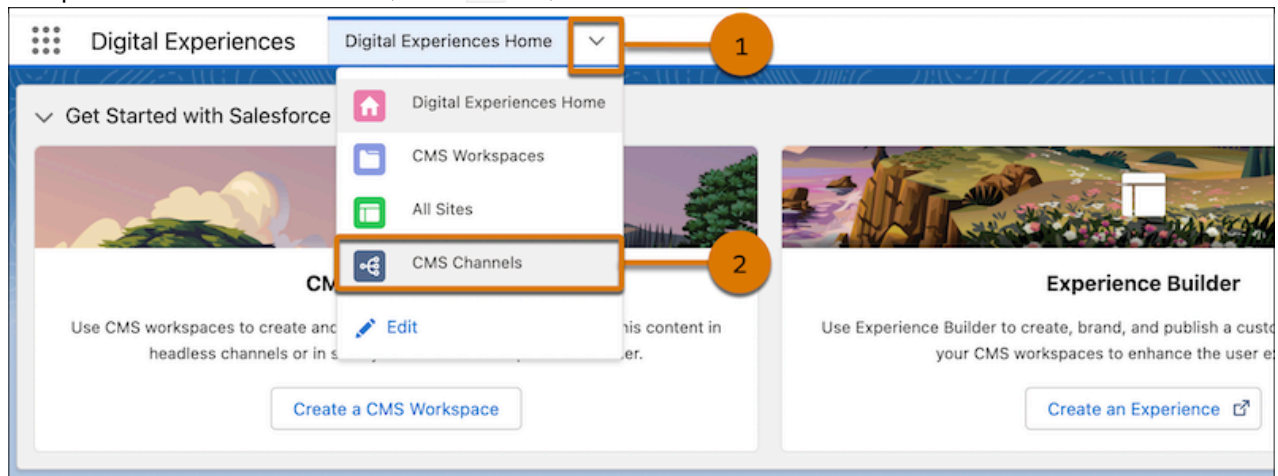 Digital Experiences
Digital Experiences Home
1
Get Started with Salesforce
Digital Experiences Home
CMS Workspaces
All Sites
CMS Channels
2
Edit
CM
Use CMS workspaces to create and
his content in
headless channels or in s
er.
Create a CMS Workspace
Experience Builder
Use Experience Builder to create, brand, and publish a custo
your CMS workspaces to enhance the user e
Create an Experience